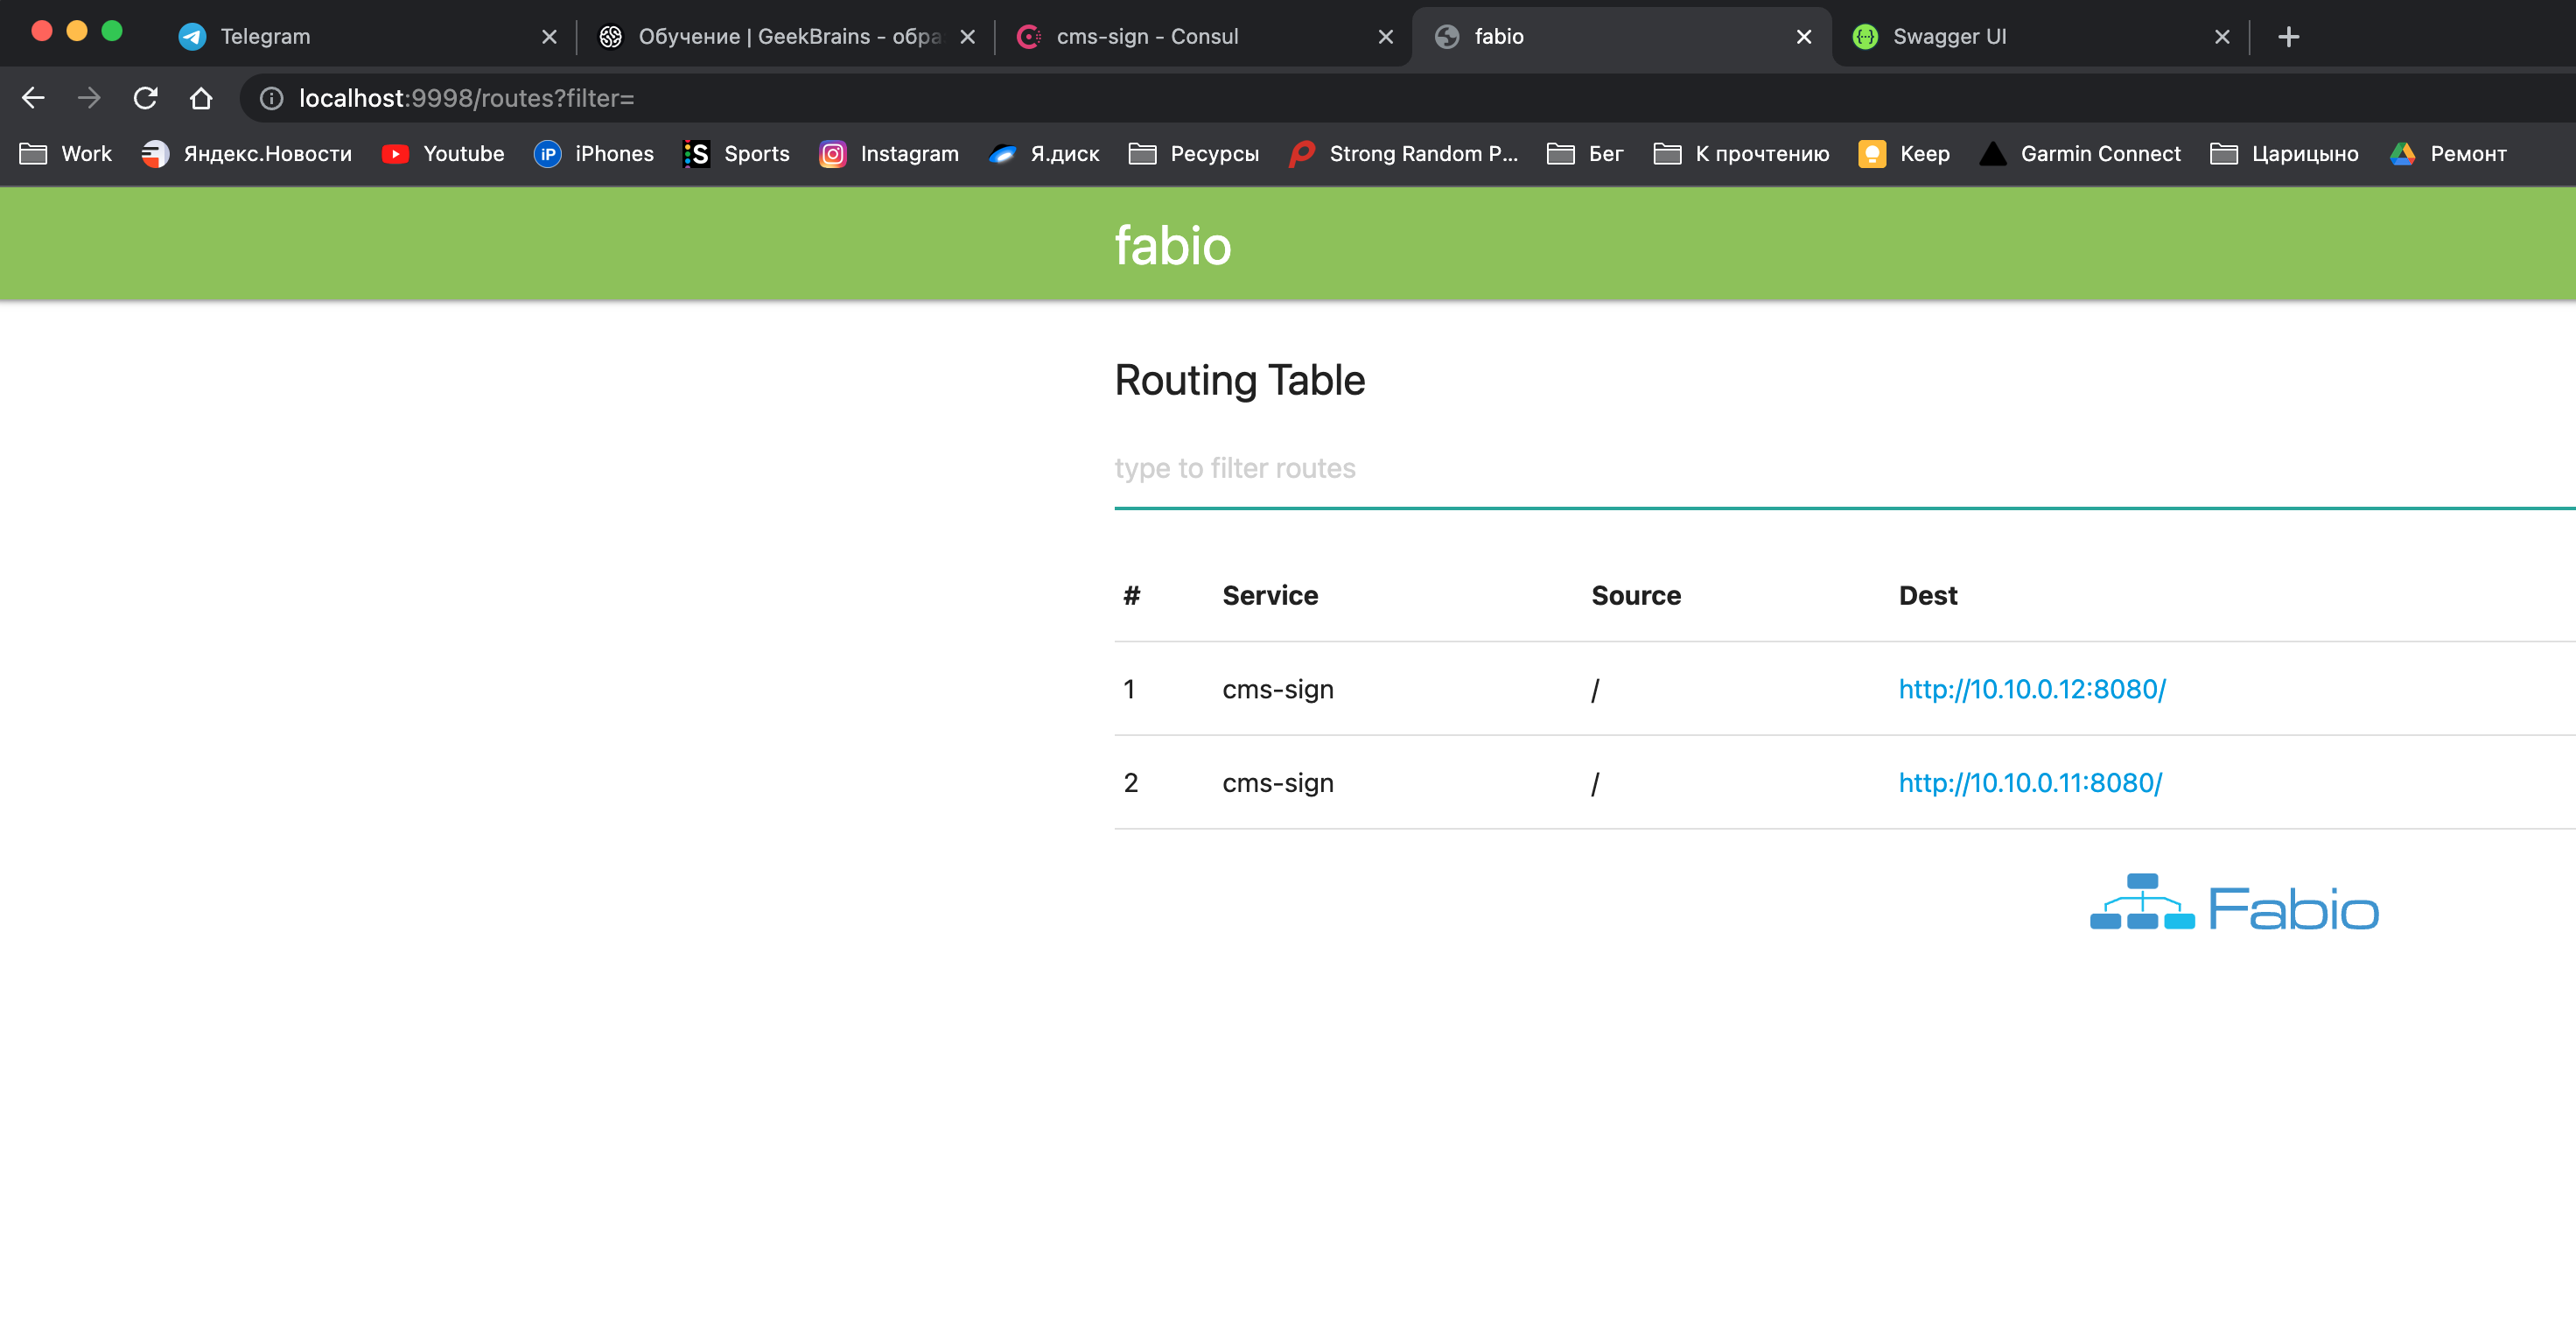 Telegram
Обучение | GeekBrains - обра
cms-sign - Consul
fabio
Swagger UI
localhost:9998/routes?filter=
Work
Яндекс.Новости
Youtube
iP iPhones
S Sports
Instagram
Я.диск
Ресурсы
Strong Random P...
Бег
К прочтению
Keep
Garmin Connect
Царицыно
Ремонт
fabio
Routing Table
type to filter routes
# Service Source Dest
1 cms-sign / http://10.10.0.12:8080/
2 cms-sign / http://10.10.0.11:8080/
Fabio